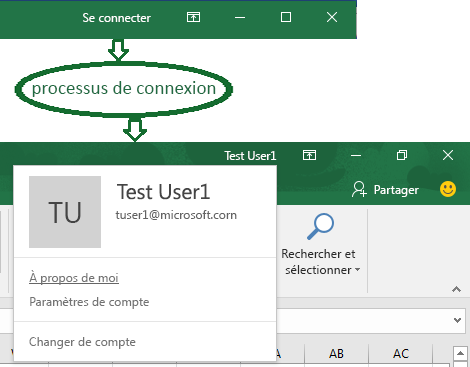 Se connecter
processus de connexion
Test User1
Partager
TU
Test User1
tuser1@microsoft.com
À propos de moi
Paramètres de compte
Changer de compte
Rechercher et
sélectionner
AA AB AC